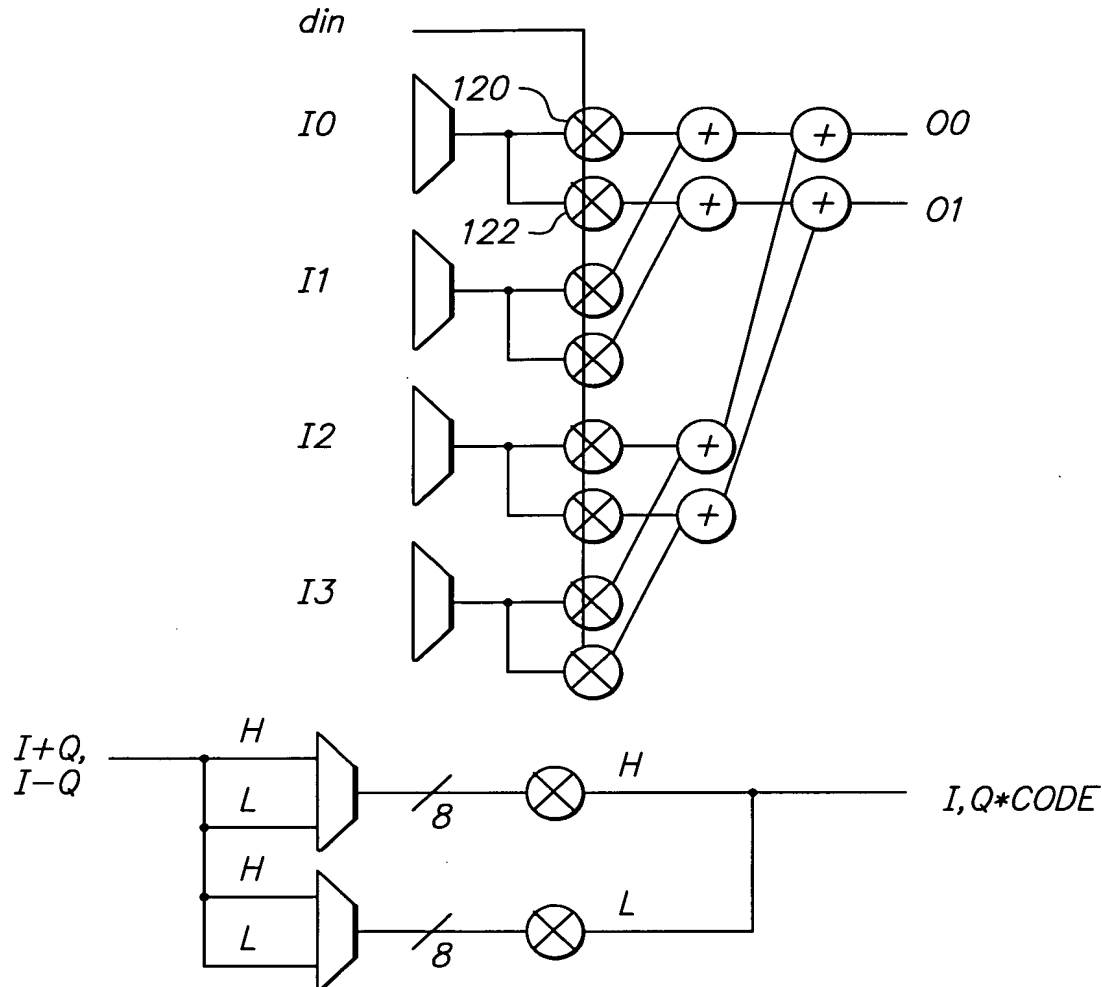 din
120
I0
+
+
O0
122
+
+
O1
I1
I2
+
+
I3
I+Q,
I-Q
H
L
8
H
I,Q*CODE
H
L
8
L